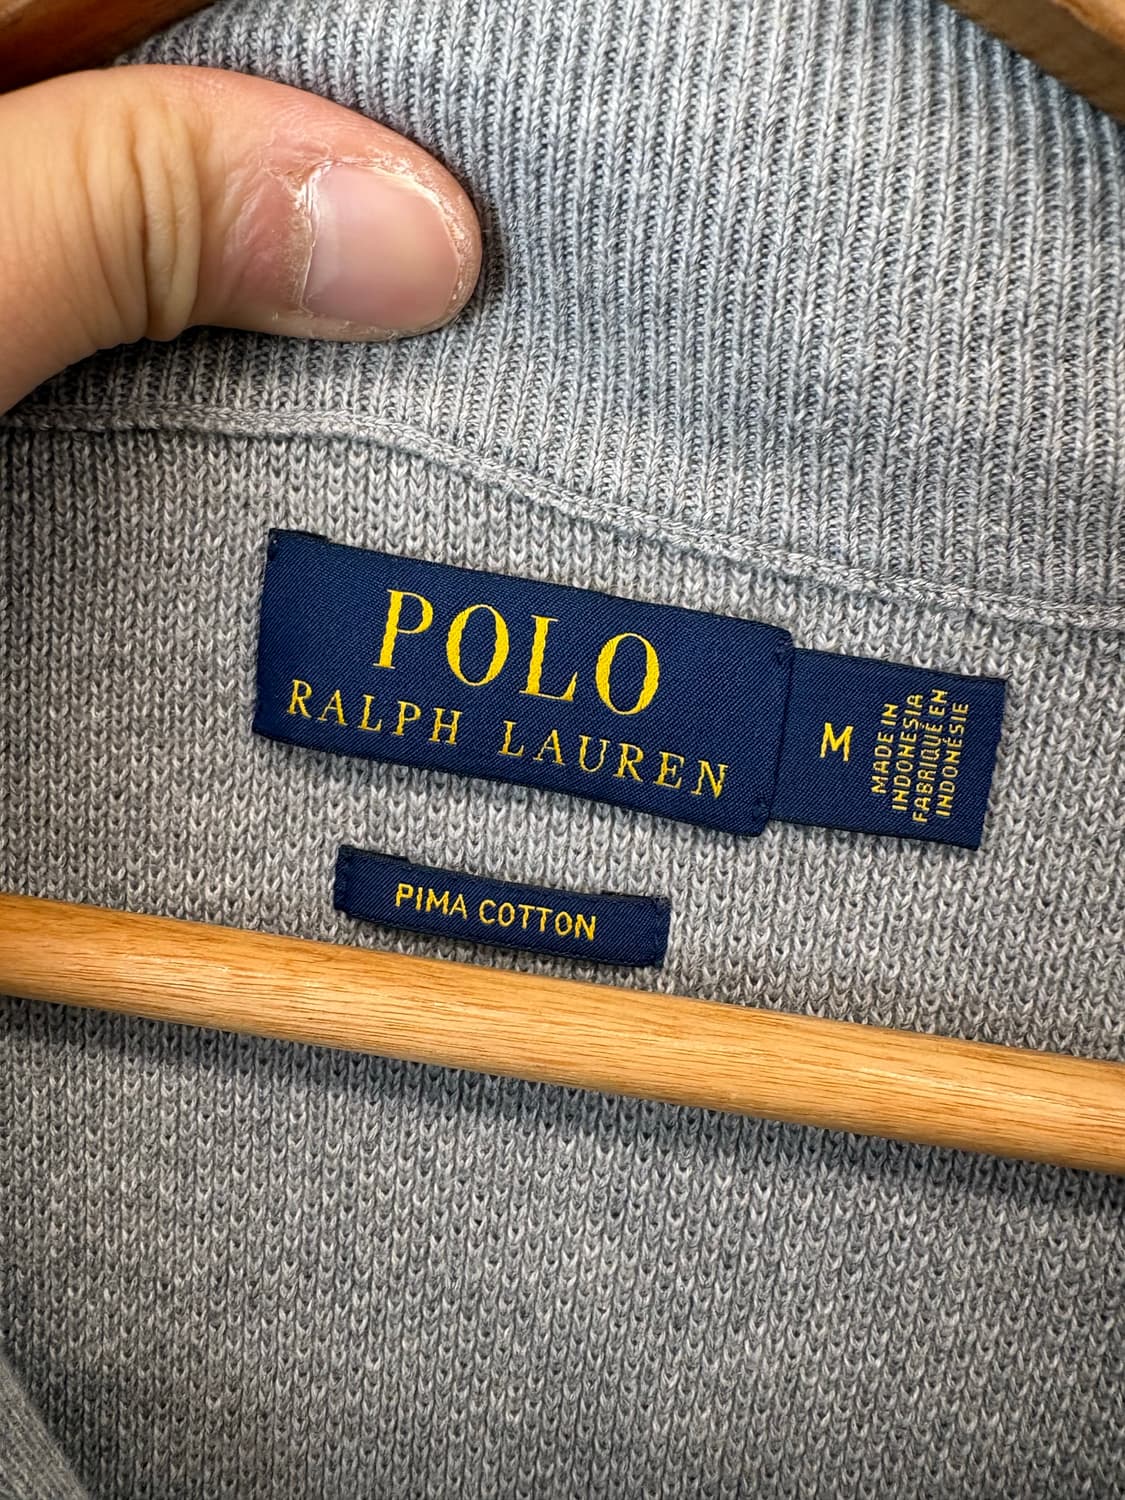 POLO
RALPH LAUREN
M
MADE IN
INDONESIA
FABRIQUÉ EN
INDONÉSIE
PIMA COTTON